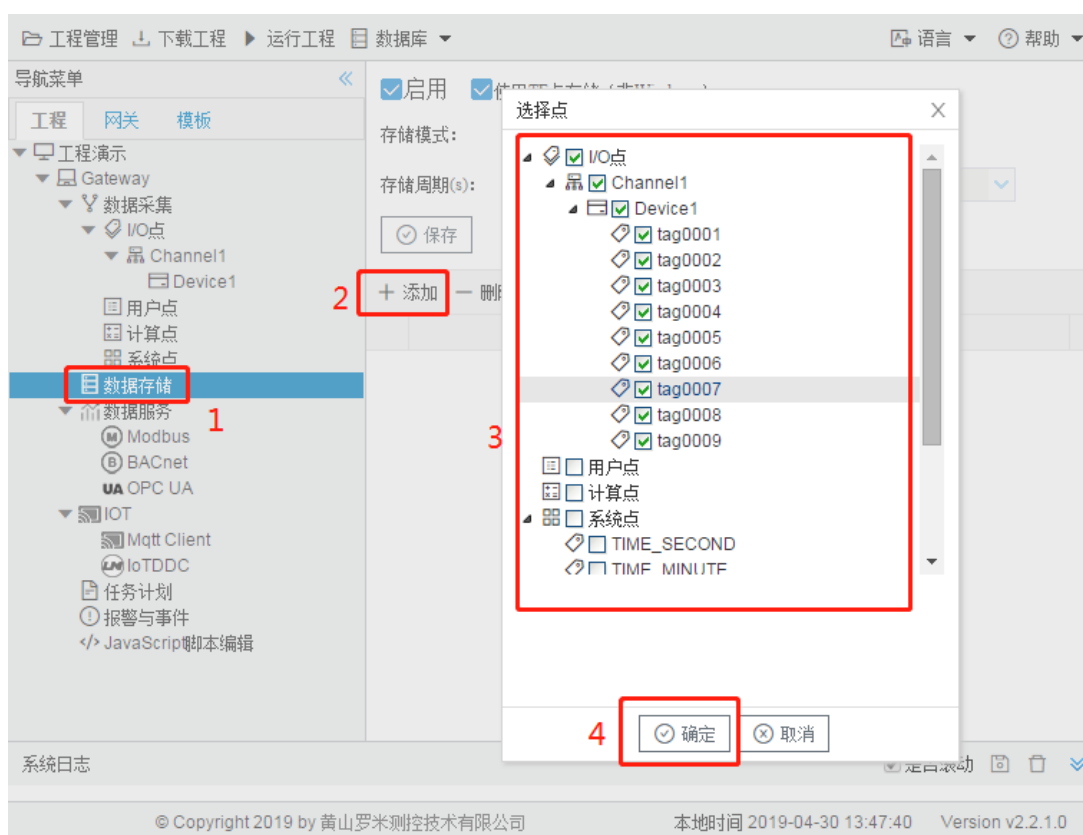 工程管理 下载工程 运行工程 数据库 语言 帮助
导航菜单
工程 网关 模板
工程演示
Gateway
数据采集
I/O点
Channel1
Device1
用户点
计算点
系统点
数据存储
1
数据服务
Modbus
BACnet
UA OPC UA
IOT
Mqtt Client
IoTDDC
任务计划
报警与事件
</> JavaScript脚本编辑
启用
存储模式:
存储周期(s):
保存
2
添加
选择点
3
I/O点
Channel1
Device1
tag0001
tag0002
tag0003
tag0004
tag0005
tag0006
tag0007
tag0008
tag0009
用户点
计算点
系统点
TIME_SECOND
TIME_MINUTE
4
确定 取消
系统日志
是否滚动
© Copyright 2019 by 黄山罗米测控技术有限公司 本地时间 2019-04-30 13:47:40 Version v2.2.1.0